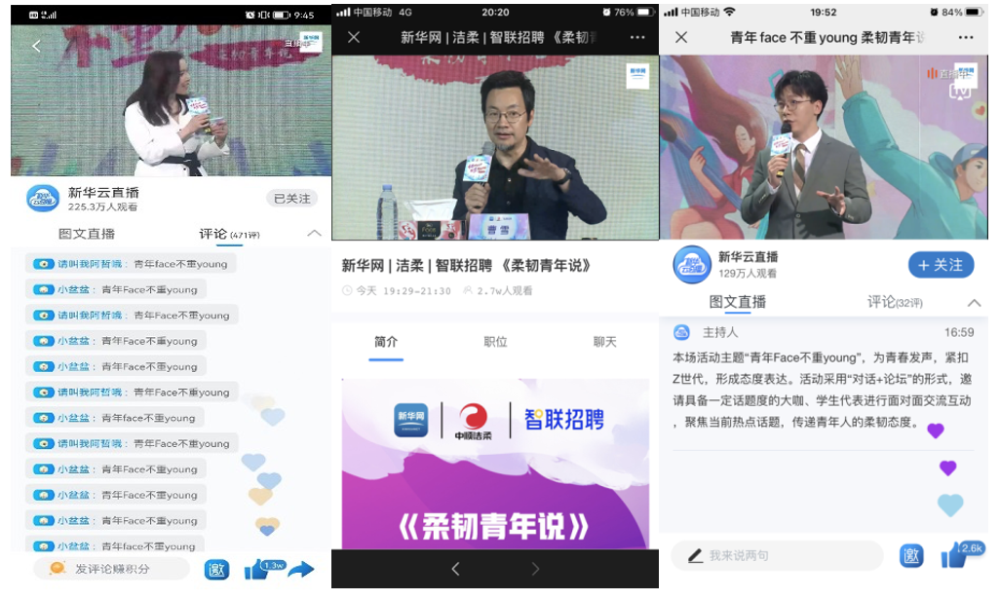 9:45
不重
柔韧青年说
新华云直播
225.3万人观看
已关注
图文直播
评论(471评)
请叫我阿哲哦：青年face不重young
小盆盆：青年Face不重young
请叫我阿哲哦：青年Face不重young
小盆盆：青年Face不重young
小盆盆：青年Face不重young
请叫我阿哲哦：青年Face不重young
小盆盆：青年Face不重young
请叫我阿哲哦：青年Face不重young
小盆盆：青年Face不重young
小盆盆：青年Face不重young
小盆盆：青年Face不重young
小盆盆：青年Face不重young
发评论赚积分
邀
1.3w
中国移动 4G
20:20
76%
新华网|洁柔|智联招聘 《柔韧
新华网
曹雪
新华网|洁柔|智联招聘 《柔韧青年说》
今天 19:29-21:30
2.7w人观看
简介
职位
聊天
新华网
中顺洁柔
智联招聘
《柔韧青年说》
中国移动
19:52
84%
青年 face 不重 young 柔韧青年
新华云直播
129万人观看
+ 关注
图文直播
评论(32评)
主持人
16:59
本场活动主题“青年Face不重young”，为青春发声，紧扣
Z世代，形成态度表达。活动采用“对话+论坛”的形式，邀
请具备一定话题度的大咖、学生代表进行面对面交流互动
，聚焦当前热点话题，传递青年人的柔韧态度。
我来说两句
邀
2.6k